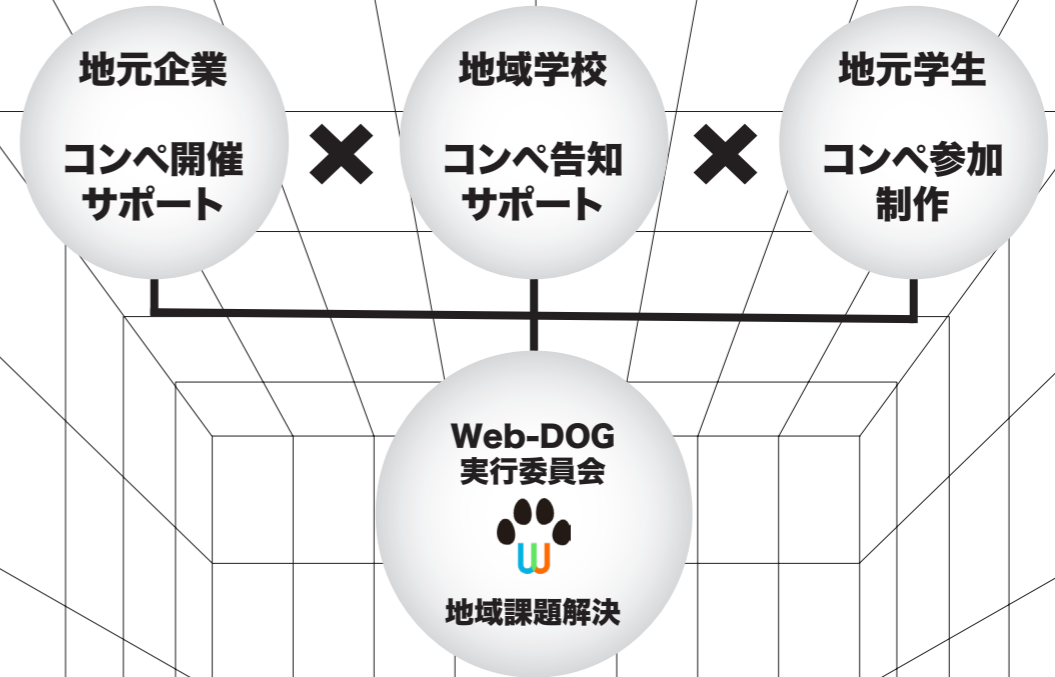 地元企業
コンペ開催
サポート
×
地域学校
コンペ告知
サポート
×
地元学生
コンペ参加
制作
Web-DOG
実行委員会
W
地域課題解決